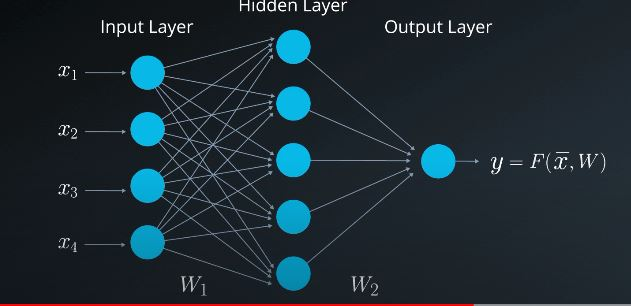 Hidden Layer
Input Layer
Output Layer
x₁
x₂
x₃
x₄
y = F(x̅, W)
W₁
W₂